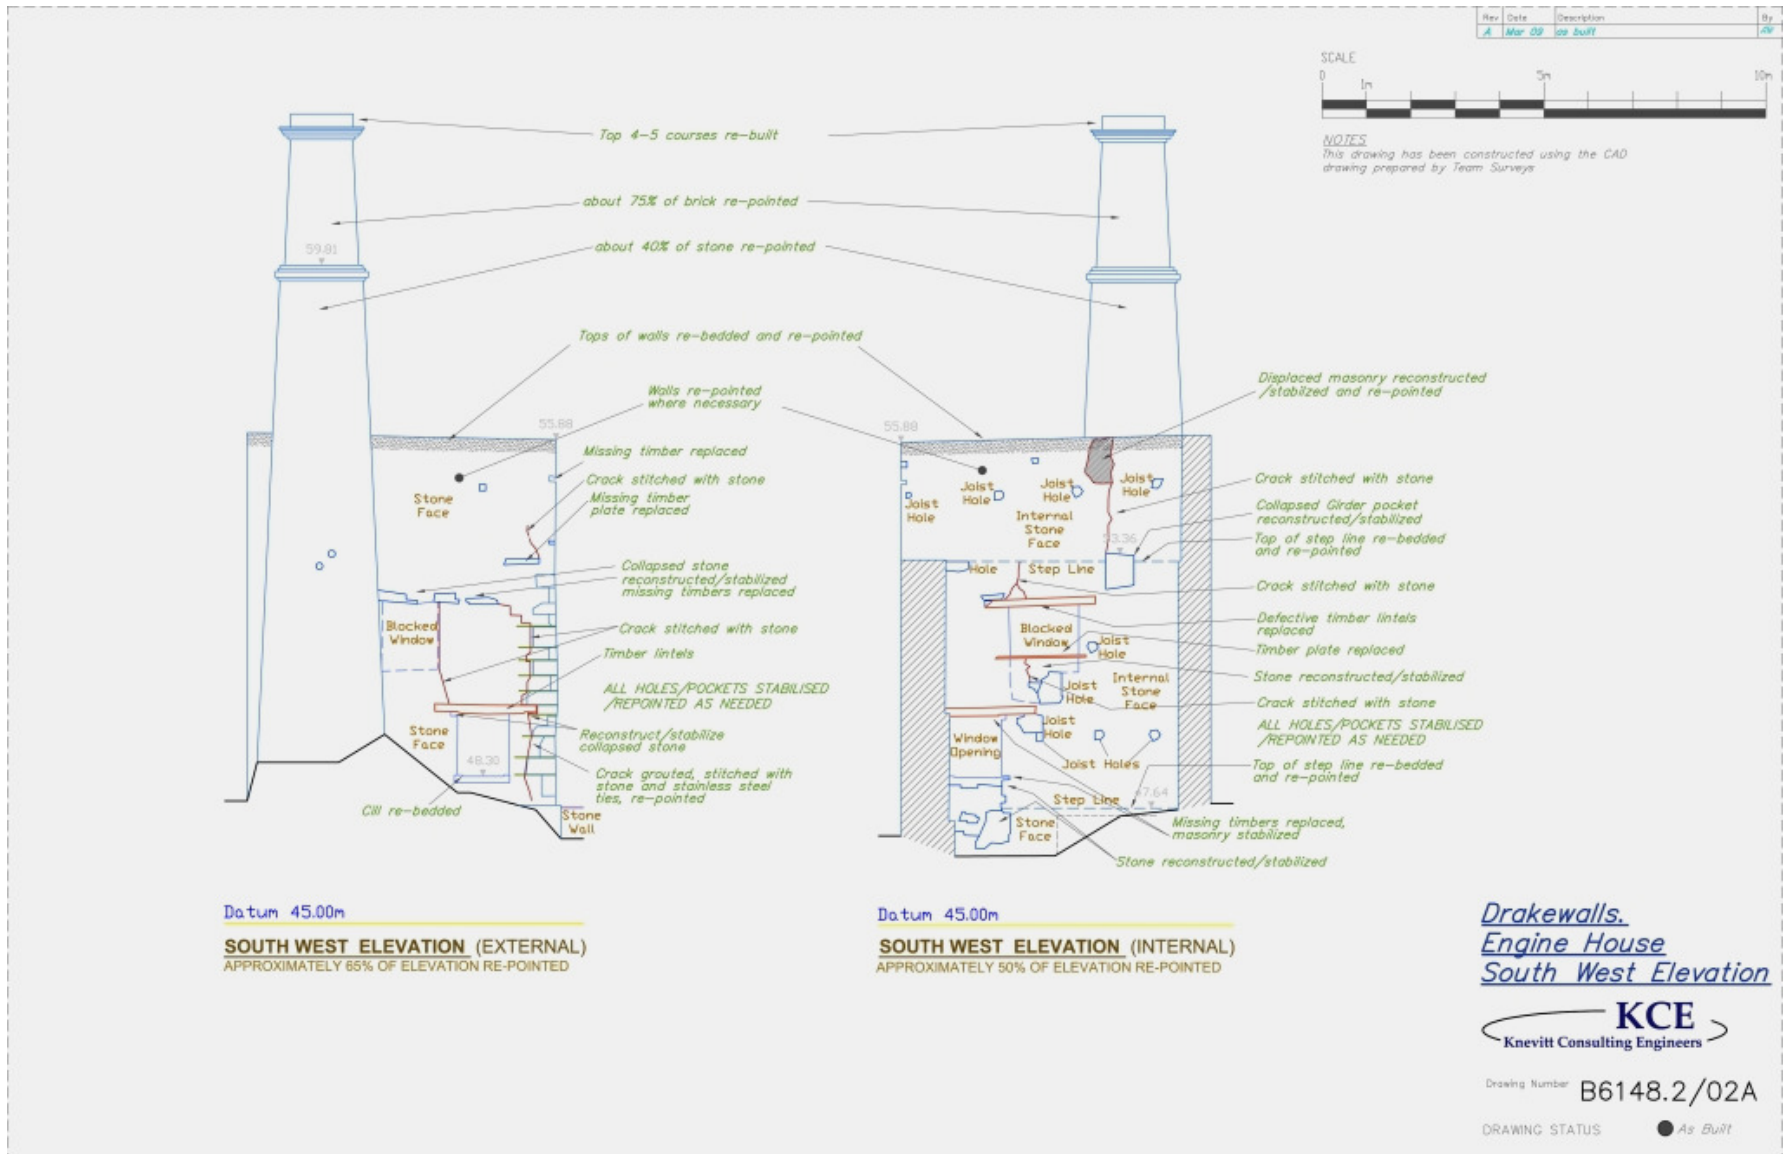 Rev Date Description By
A Mar 09 as built
SCALE
0 1m 5m 10m
NOTES
This drawing has been constructed using the CAD
drawing prepared by Team Surveys
Top 4-5 courses re-built
about 75% of brick re-pointed
59.81
about 40% of stone re-pointed
Tops of walls re-bedded and re-pointed
Walls re-pointed
where necessary
55.88
Missing timber replaced
Crack stitched with stone
Missing timber
plate replaced
Stone
Face
Collapsed stone
reconstructed/stabilized
missing timbers replaced
Blocked
Window
Crack stitched with stone
Timber lintels
ALL HOLES/POCKETS STABILISED
/REPOINTED AS NEEDED
Stone
Face
Reconstruct/stabilize
collapsed stone
48.30
Crack grouted, stitched with
stone and stainless steel
ties, re-pointed
Cill re-bedded
Stone
Wall
Datum 45.00m
SOUTH WEST ELEVATION (EXTERNAL)
APPROXIMATELY 65% OF ELEVATION RE-POINTED
55.88
Displaced masonry reconstructed
/stabilzed and re-pointed
Joist
Hole
Joist
Hole
Joist
Hole
Joist
Hole
Internal
Stone
Face
Crack stitched with stone
Collapsed Girder pocket
reconstructed/stabilized
53.36
Top of step line re-bedded
and re-pointed
Hole
Step Line
Crack stitched with stone
Defective timber lintels
replaced
Blocked
Window
Joist
Hole
Timber plate replaced
Stone reconstructed/stabilized
Joist
Hole
Internal
Stone
Face
Crack stitched with stone
ALL HOLES/POCKETS STABILISED
/REPOINTED AS NEEDED
Joist
Hole
Window
Opening
Joist Holes
Top of step line re-bedded
and re-pointed
Step Line
47.64
Stone
Face
Missing timbers replaced,
masonry stabilized
Stone reconstructed/stabilized
Datum 45.00m
SOUTH WEST ELEVATION (INTERNAL)
APPROXIMATELY 50% OF ELEVATION RE-POINTED
Drakewalls.
Engine House
South West Elevation
KCE
Knevitt Consulting Engineers
Drawing Number B6148.2/02A
DRAWING STATUS As Built